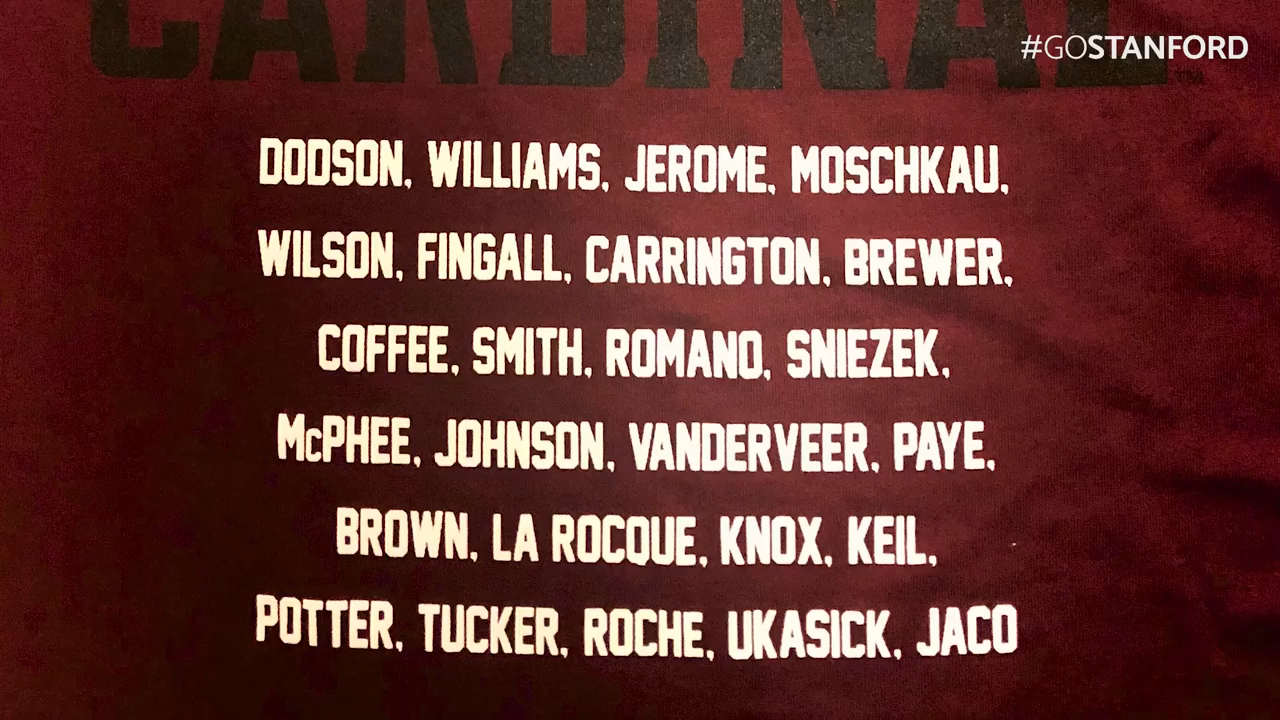 CARDINAL
#GOSTANFORD
DODSON, WILLIAMS, JEROME, MOSCHKAU,
WILSON, FINGALL, CARRINGTON, BREWER,
COFFEE, SMITH, ROMANO, SNIEZEK,
McPHEE, JOHNSON, VANDERVEER, PAYE,
BROWN, LA ROCQUE, KNOX, KEIL,
POTTER, TUCKER, ROCHE, UKASICK, JACO